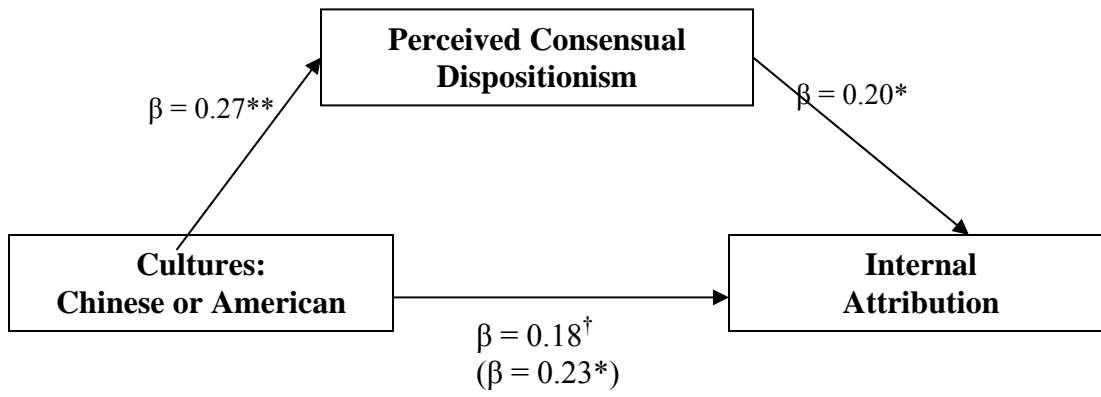 Perceived Consensual
Dispositionism
β = 0.27**
β = 0.20*
Cultures:
Chinese or American
Internal
Attribution
β = 0.18†
(β = 0.23*)